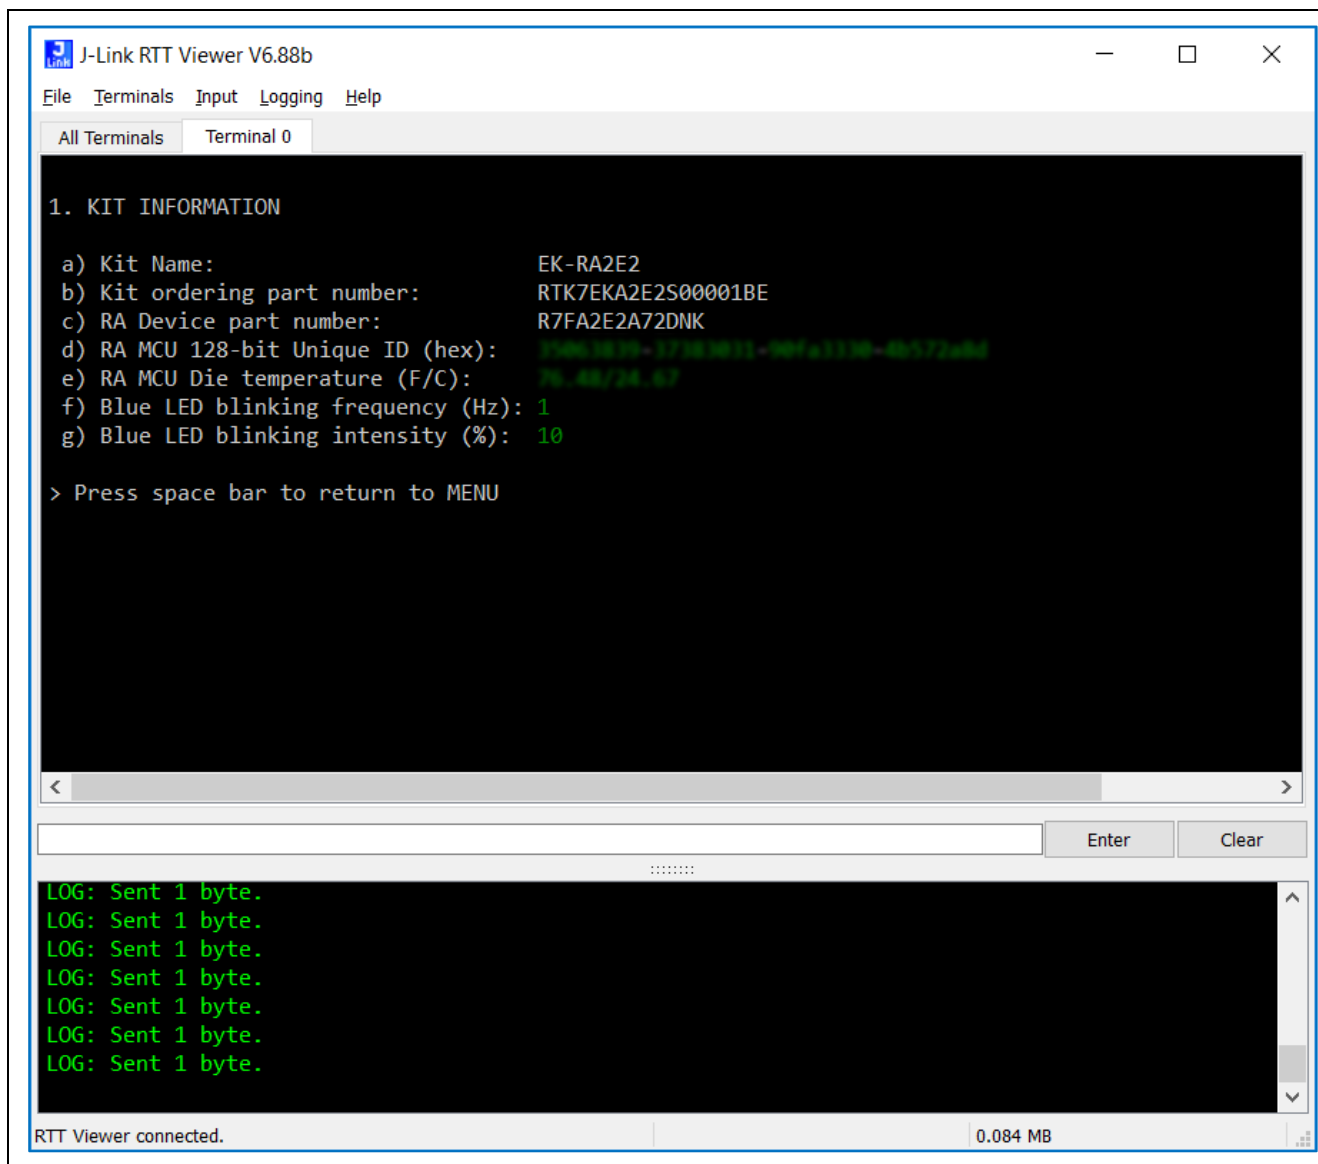 J-Link RTT Viewer V6.88b
File Terminals Input Logging Help
All Terminals Terminal 0
1. KIT INFORMATION
a) Kit Name: EK-RA2E2
b) Kit ordering part number: RTK7EKA2E2S00001BE
c) RA Device part number: R7FA2E2A72DNK
d) RA MCU 128-bit Unique ID (hex):
e) RA MCU Die temperature (F/C): 76.48/24.67
f) Blue LED blinking frequency (Hz): 1
g) Blue LED blinking intensity (%): 10
> Press space bar to return to MENU
Enter Clear
LOG: Sent 1 byte.
LOG: Sent 1 byte.
LOG: Sent 1 byte.
LOG: Sent 1 byte.
LOG: Sent 1 byte.
LOG: Sent 1 byte.
LOG: Sent 1 byte.
RTT Viewer connected. 0.084 MB